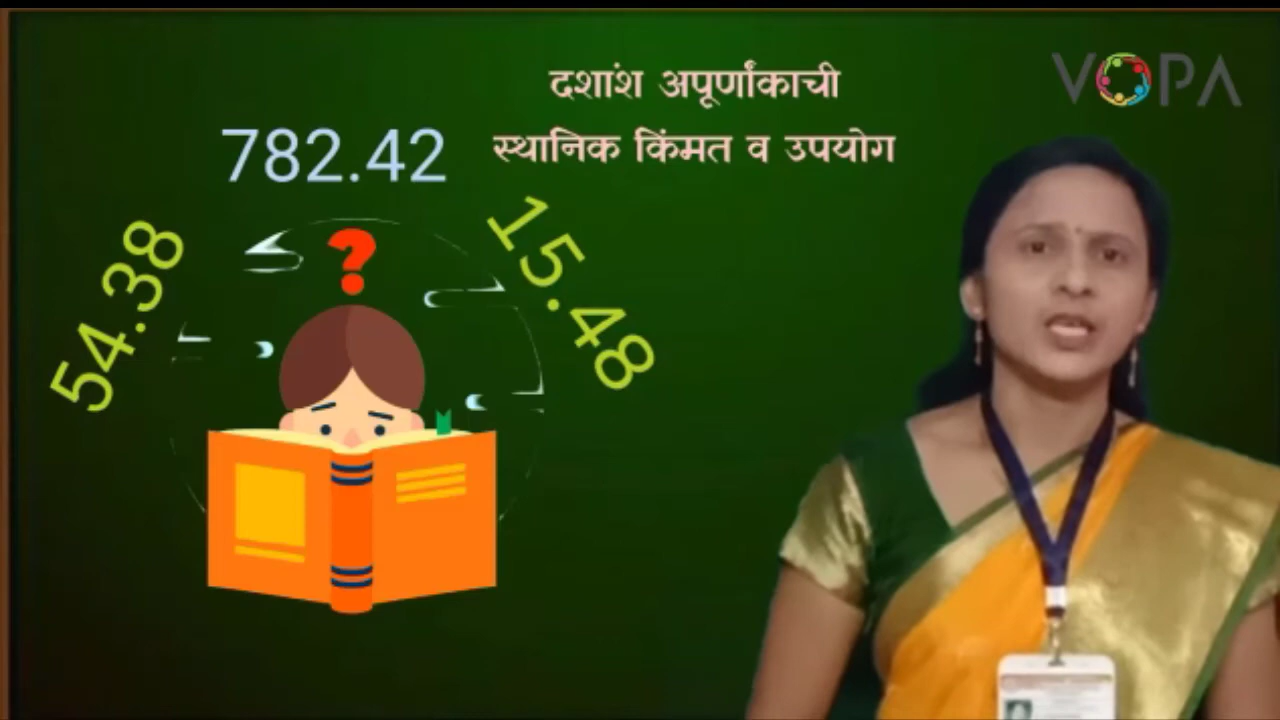 दशांश अपूर्णांकाची
स्थानिक किंमत व उपयोग
VOPA
782.42
54.38
15.48
?